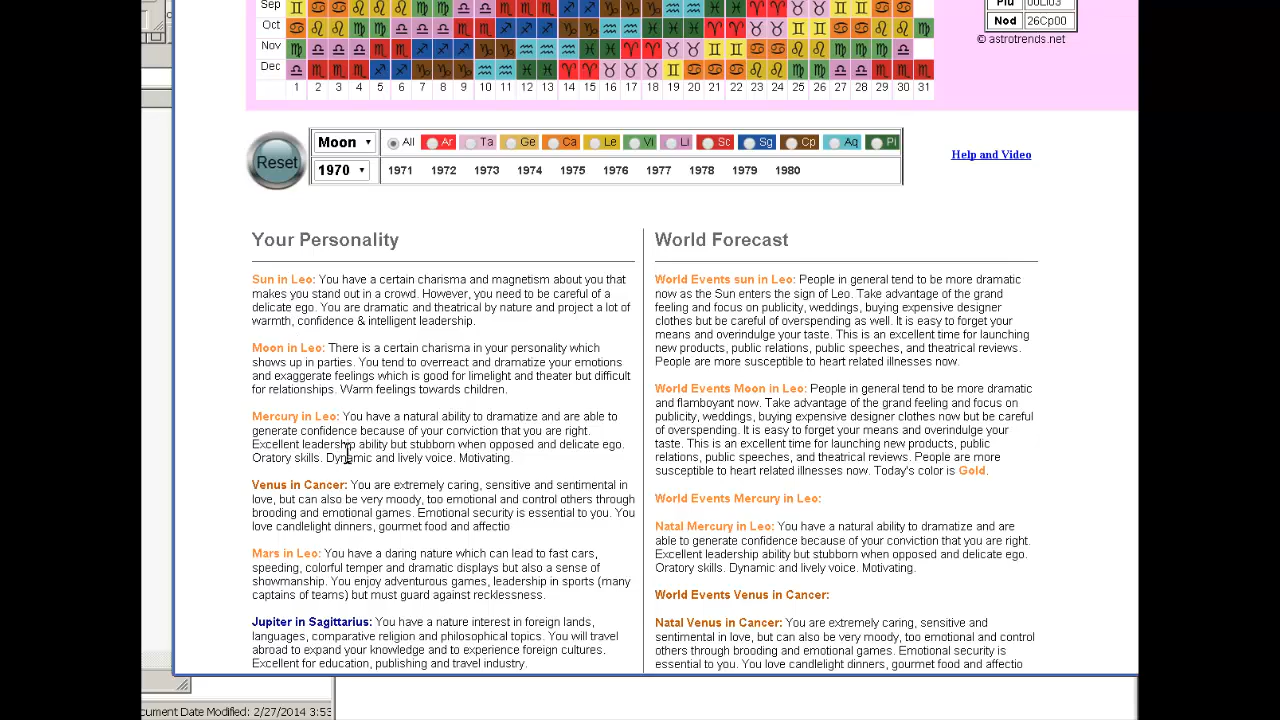 Sep
Plu 00Li03
Oct
Nod 26Cp00
© astrotrends.net
Nov
Dec
1 2 3 4 5 6 7 8 9 10 11 12 13 14 15 16 17 18 19 20 21 22 23 24 25 26 27 28 29 30 31
Reset
Moon All Ar Ta Ge Ca Le Vi Li Sc Sg Cp Aq Pi
1970 1971 1972 1973 1974 1975 1976 1977 1978 1979 1980
Help and Video
Your Personality
Sun in Leo: You have a certain charisma and magnetism about you that
makes you stand out in a crowd. However, you need to be careful of a
delicate ego. You are dramatic and theatrical by nature and project a lot of
warmth, confidence & intelligent leadership.
Moon in Leo: There is a certain charisma in your personality which
shows up in parties. You tend to overreact and dramatize your emotions
and exaggerate feelings which is good for limelight and theater but difficult
for relationships. Warm feelings towards children.
Mercury in Leo: You have a natural ability to dramatize and are able to
generate confidence because of your conviction that you are right.
Excellent leadership ability but stubborn when opposed and delicate ego.
Oratory skills. Dynamic and lively voice. Motivating.
Venus in Cancer: You are extremely caring, sensitive and sentimental in
love, but can also be very moody, too emotional and control others through
brooding and emotional games. Emotional security is essential to you. You
love candlelight dinners, gourmet food and affectio
Mars in Leo: You have a daring nature which can lead to fast cars,
speeding, colorful temper and dramatic displays but also a sense of
showmanship. You enjoy adventurous games, leadership in sports (many
captains of teams) but must guard against recklessness.
Jupiter in Sagittarius: You have a nature interest in foreign lands,
languages, comparative religion and philosophical topics. You will travel
abroad to expand your knowledge and to experience foreign cultures.
Excellent for education, publishing and travel industry.
World Forecast
World Events sun in Leo: People in general tend to be more dramatic
now as the Sun enters the sign of Leo. Take advantage of the grand
feeling and focus on publicity, weddings, buying expensive designer
clothes but be careful of overspending as well. It is easy to forget your
means and overindulge your taste. This is an excellent time for launching
new products, public relations, public speeches, and theatrical reviews.
People are more susceptible to heart related illnesses now.
World Events Moon in Leo: People in general tend to be more dramatic
and flamboyant now. Take advantage of the grand feeling and focus on
publicity, weddings, buying expensive designer clothes now but be careful
of overspending. It is easy to forget your means and overindulge your
taste. This is an excellent time for launching new products, public
relations, public speeches, and theatrical reviews. People are more
susceptible to heart related illnesses now. Today's color is Gold.
World Events Mercury in Leo:
Natal Mercury in Leo: You have a natural ability to dramatize and are
able to generate confidence because of your conviction that you are right.
Excellent leadership ability but stubborn when opposed and delicate ego.
Oratory skills. Dynamic and lively voice. Motivating.
World Events Venus in Cancer:
Natal Venus in Cancer: You are extremely caring, sensitive and
sentimental in love, but can also be very moody, too emotional and control
others through brooding and emotional games. Emotional security is
essential to you. You love candlelight dinners, gourmet food and affectio
cument Date Modified: 2/27/2014 3:53